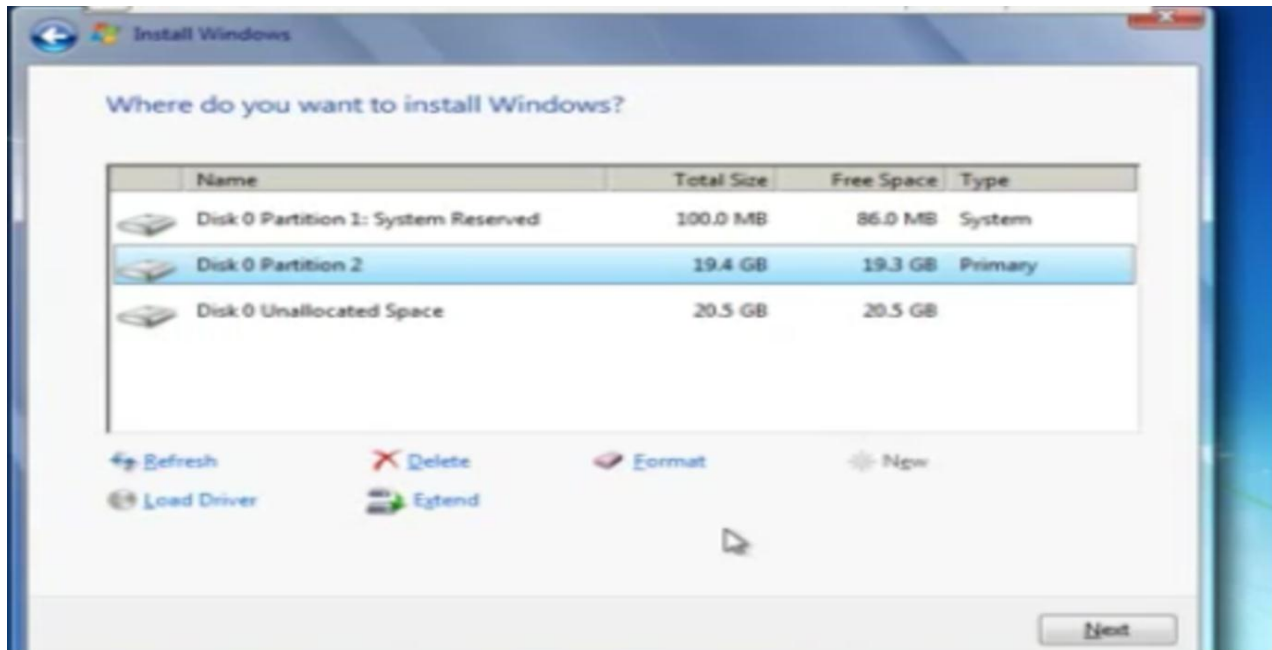 Install Windows
Where do you want to install Windows?
Name Total Size Free Space Type
Disk 0 Partition 1: System Reserved 100.0 MB 86.0 MB System
Disk 0 Partition 2 19.4 GB 19.3 GB Primary
Disk 0 Unallocated Space 20.5 GB 20.5 GB
Refresh Delete Format New
Load Driver Extend
Next